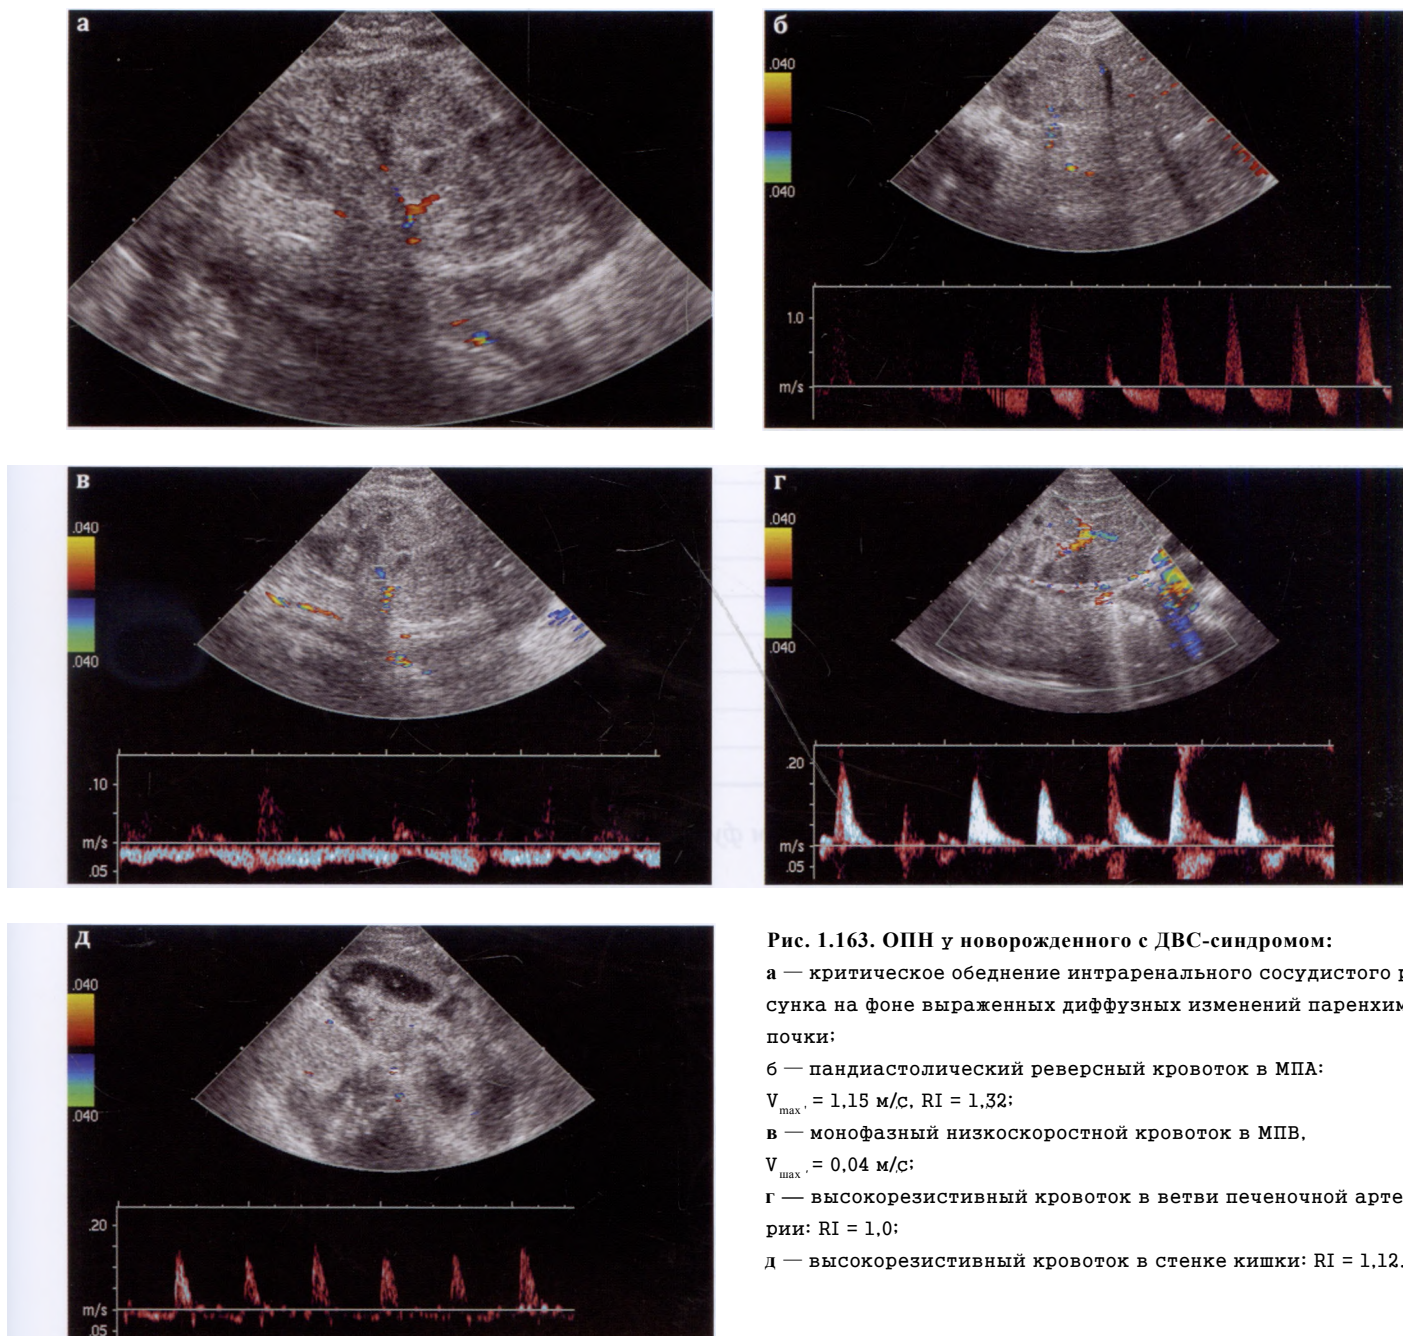 а
б
.040
.040
1.0
m/s
в
.040
.040
.10
m/s
.05
г
.040
.040
.20
m/s
.05
д
.040
.040
.20
m/s
.05
Рис. 1.163. ОПН у новорожденного с ДВС-синдромом:
а — критическое обеднение интраренального сосудистого р
сунка на фоне выраженных диффузных изменений паренхим
почки;
б — пандиастолический реверсный кровоток в МПА:
Vmax, = 1,15 м/с, RI = 1,32;
в — монофазный низкоскоростной кровоток в МПВ,
Vшах, = 0,04 м/с;
г — высокорезистивный кровоток в ветви печеночной арте
рии: RI = 1,0;
д — высокорезистивный кровоток в стенке кишки: RI = 1,12.